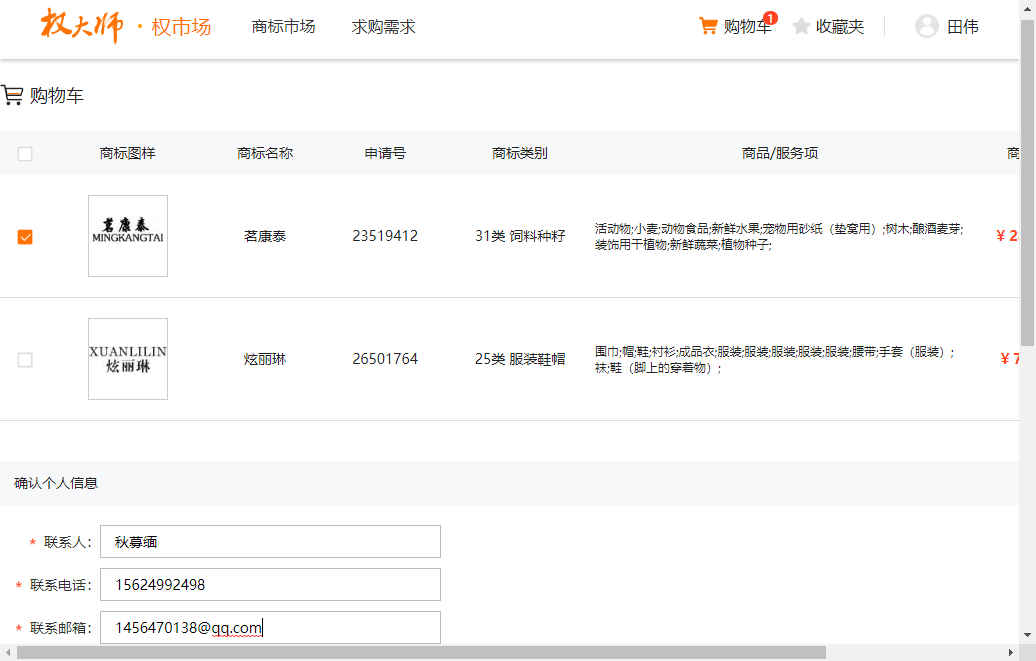 权大师·权市场 商标市场 求购需求 购物车 1 收藏夹 田伟
购物车
商标图样 商标名称 申请号 商标类别 商品/服务项 商
茗康泰
MINGKANGTAI
茗康泰 23519412 31类 饲料种籽
活动物;小麦;动物食品;新鲜水果;宠物用砂纸（垫窝用）;树木;酿酒麦芽;
装饰用干植物;新鲜蔬菜;植物种子;
¥ 2
XUANLILIN
炫丽琳
炫丽琳 26501764 25类 服装鞋帽
围巾;帽;鞋;衬衫;成品衣;服装;服装;服装;服装;服装;腰带;手套（服装）;
袜;鞋（脚上的穿着物）;
¥ 7
确认个人信息
* 联系人: 秋募缅
* 联系电话: 15624992498
* 联系邮箱: 1456470138@qq.com